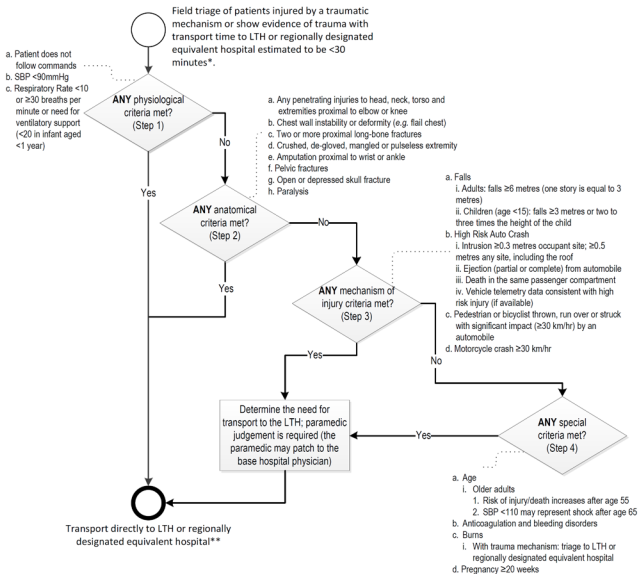 Field triage of patients injured by a traumatic
mechanism or show evidence of trauma with
transport time to LTH or regionally designated
equivalent hospital estimated to be <30
minutes*.
a. Patient does not
follow commands
b. SBP <90mmHg
c. Respiratory Rate <10
or ≥30 breaths per
minute or need for
ventilatory support
(<20 in infant aged
<1 year)
ANY physiological
criteria met?
(Step 1)
No
Yes
a. Any penetrating injuries to head, neck, torso and
extremities proximal to elbow or knee
b. Chest wall instability or deformity (e.g. flail chest)
c. Two or more proximal long-bone fractures
d. Crushed, de-gloved, mangled or pulseless extremity
e. Amputation proximal to wrist or ankle
f. Pelvic fractures
g. Open or depressed skull fracture
h. Paralysis
ANY anatomical
criteria met?
(Step 2)
No
Yes
a. Falls
i. Adults: falls ≥6 metres (one story is equal to 3
metres)
ii. Children (age <15): falls ≥3 metres or two to
three times the height of the child
b. High Risk Auto Crash
i. Intrusion ≥0.3 metres occupant site; ≥0.5
metres any site, including the roof
ii. Ejection (partial or complete) from automobile
iii. Death in the same passenger compartment
iv. Vehicle telemetry data consistent with high
risk injury (if available)
c. Pedestrian or bicyclist thrown, run over or struck
with significant impact (≥30 km/hr) by an
automobile
d. Motorcycle crash ≥30 km/hr
ANY mechanism of
injury criteria met?
(Step 3)
Yes
No
Determine the need for
transport to the LTH; paramedic
judgement is required (the
paramedic may patch to the
base hospital physician)
Yes
ANY special
criteria met?
(Step 4)
a. Age
i. Older adults
1. Risk of injury/death increases after age 55
2. SBP <110 may represent shock after age 65
b. Anticoagulation and bleeding disorders
c. Burns
i. With trauma mechanism: triage to LTH or
regionally designated equivalent hospital
d. Pregnancy ≥20 weeks
Transport directly to LTH or regionally
designated equivalent hospital**